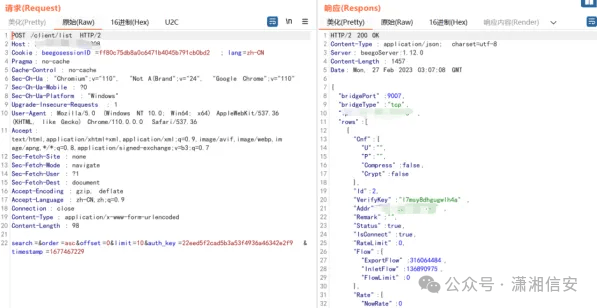 请求(Request)
美化(Pretty) 原始(Raw) 16进制(Hex) U2C
\n
1 POST /client/list HTTP/2
2 Host :
3 Cookie : beegosessionID =ff80c75db8a0c6471b4045b791cb0bd2 ; lang=zh-CN
4 Pragma : no-cache
5 Cache-Control : no-cache
6 Sec-Ch-Ua : "Chromium";v="110", "Not A(Brand";v="24", "Google Chrome";v="110"
7 Sec-Ch-Ua-Mobile : ?0
8 Sec-Ch-Ua-Platform : "Windows"
9 Upgrade-Insecure-Requests : 1
10 User-Agent : Mozilla/5.0 (Windows NT 10.0; Win64; x64) AppleWebKit/537.36
(KHTML, like Gecko) Chrome/110.0.0.0 Safari/537.36
11 Accept :
text/html,application/xhtml+xml,application/xml;q=0.9,image/avif,image/webp,im
age/apng,*/*;q=0.8,application/signed-exchange;v=b3;q=0.7
12 Sec-Fetch-Site : none
13 Sec-Fetch-Mode : navigate
14 Sec-Fetch-User : ?1
15 Sec-Fetch-Dest : document
16 Accept-Encoding : gzip, deflate
17 Accept-Language : zh-CN,zh;q=0.9
18 Connection : close
19 Content-Type : application/x-www-form-urlencoded
20 Content-Length : 98
21
22 search =&order=asc&offset =0&limit=10&auth_key =22eed5f2cad5b3a53f4936a46342e2f9 &
timestamp =1677467229
响应(Respons)
美化(Pretty) 原始(Raw) 16进制(Hex) 页面渲染(Render)
1 HTTP/2 200 OK
2 Content-Type : application/json; charset=utf-8
3 Server : beegoServer:1.12.0
4 Content-Length : 1457
5 Date : Mon, 27 Feb 2023 03:07:08 GMT
6
7 {
8 "bridgePort" :9007,
9 "bridgeType" :"tcp",
10
11 "rows" :[
12 {
13 "Cnf":{
14 "U":"",
15 "P":"",
16 "Compress":false,
17 "Crypt":false
18 },
19 "Id":2,
20 "VerifyKey" :"i7msy8dhgugwlh4a" ,
21 "Addr"
22 "Remark":"",
23 "Status":true,
24 "IsConnect" :true,
25 "RateLimit" :0,
26 "Flow":{
27 "ExportFlow" :316064484 ,
28 "InletFlow" :136890975 ,
29 "FlowLimit" :0
30 },
31 "Rate":{
32 "NowRate" :0
公众号 · 潇湘信安